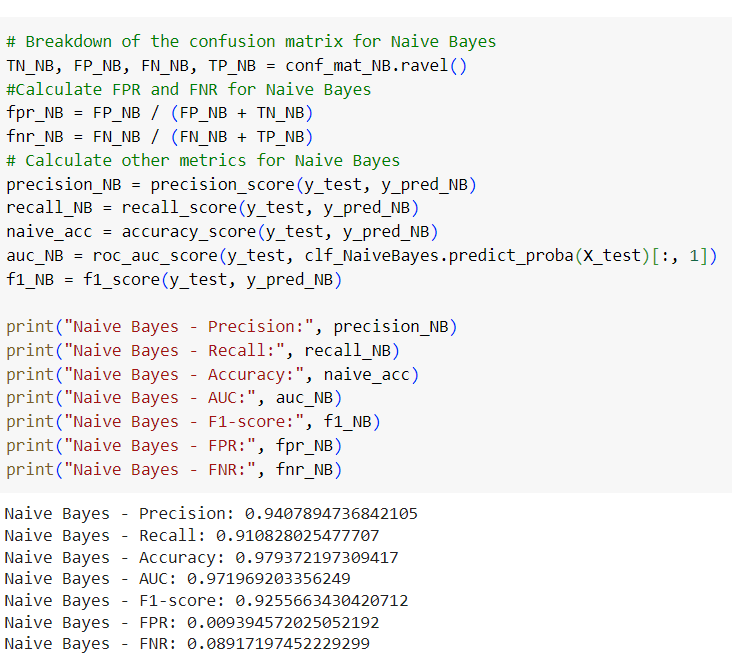 # Breakdown of the confusion matrix for Naive Bayes
TN_NB, FP_NB, FN_NB, TP_NB = conf_mat_NB.ravel()
#Calculate FPR and FNR for Naive Bayes
fpr_NB = FP_NB / (FP_NB + TN_NB)
fnr_NB = FN_NB / (FN_NB + TP_NB)
# Calculate other metrics for Naive Bayes
precision_NB = precision_score(y_test, y_pred_NB)
recall_NB = recall_score(y_test, y_pred_NB)
naive_acc = accuracy_score(y_test, y_pred_NB)
auc_NB = roc_auc_score(y_test, clf_NaiveBayes.predict_proba(X_test)[:, 1])
f1_NB = f1_score(y_test, y_pred_NB)
print("Naive Bayes - Precision:", precision_NB)
print("Naive Bayes - Recall:", recall_NB)
print("Naive Bayes - Accuracy:", naive_acc)
print("Naive Bayes - AUC:", auc_NB)
print("Naive Bayes - F1-score:", f1_NB)
print("Naive Bayes - FPR:", fpr_NB)
print("Naive Bayes - FNR:", fnr_NB)
Naive Bayes - Precision: 0.9407894736842105
Naive Bayes - Recall: 0.910828025477707
Naive Bayes - Accuracy: 0.979372197309417
Naive Bayes - AUC: 0.971969203356249
Naive Bayes - F1-score: 0.9255663430420712
Naive Bayes - FPR: 0.009394572025052192
Naive Bayes - FNR: 0.08917197452229299